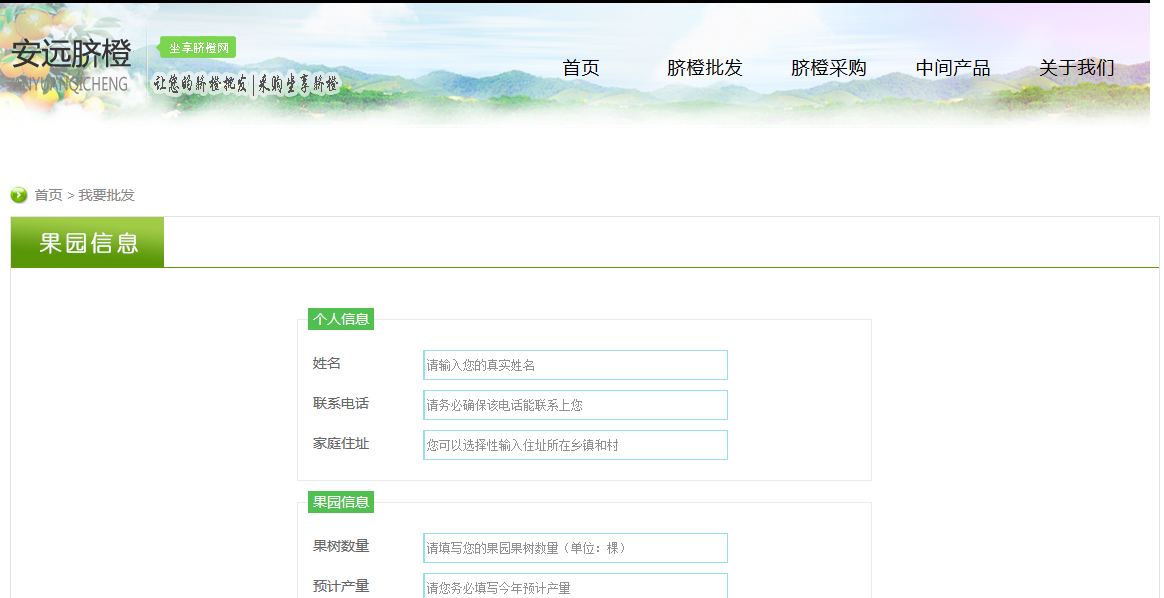 安远脐橙
ANYUANQICHENG
坐享脐橙网
让您的脐橙批发|采购坐享脐橙
首页 脐橙批发 脐橙采购 中间产品 关于我们
首页 > 我要批发
果园信息
个人信息
姓名 请输入您的真实姓名
联系电话 请务必确保该电话能联系上您
家庭住址 您可以选择性输入住址所在乡镇和村
果园信息
果树数量 请填写您的果园果树数量（单位：棵）
预计产量 请您务必填写今年预计产量